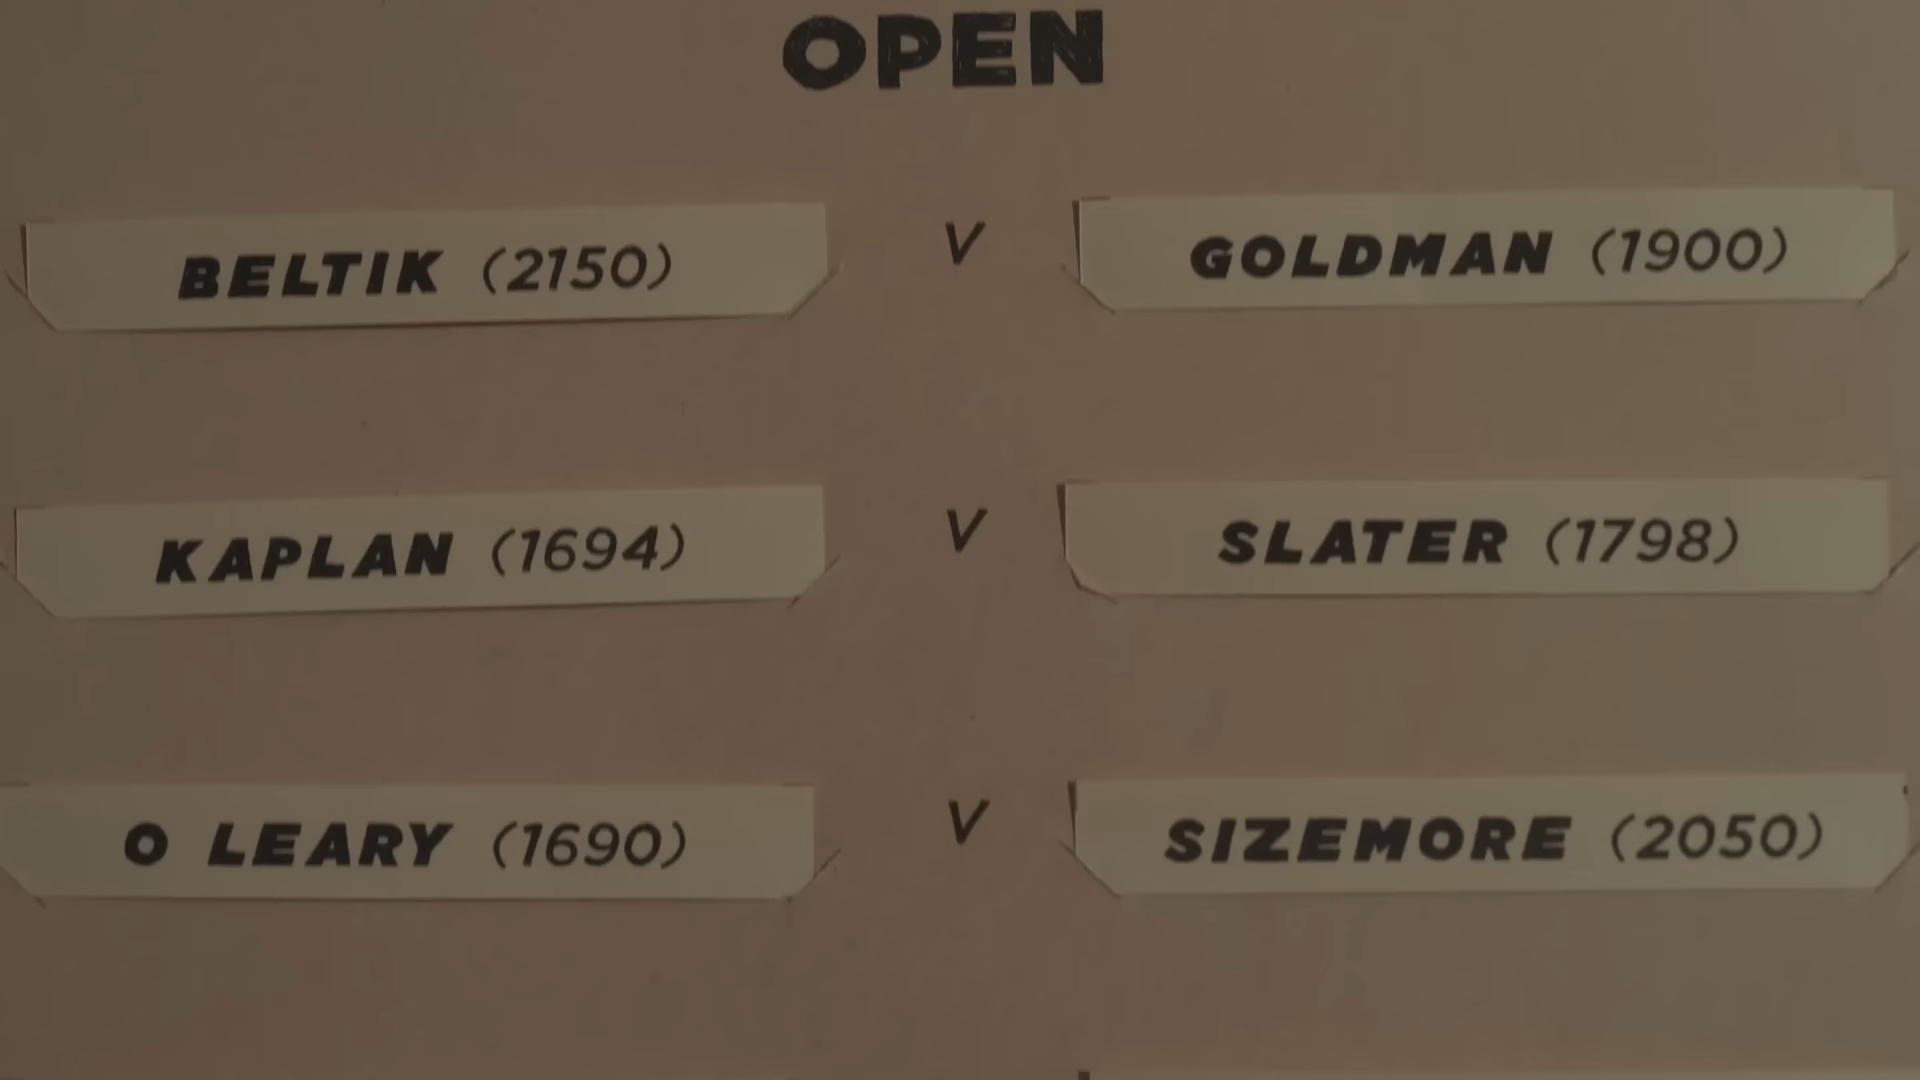 OPEN
BELTIK (2150) V GOLDMAN (1900)
KAPLAN (1694) V SLATER (1798)
O LEARY (1690) V SIZEMORE (2050)